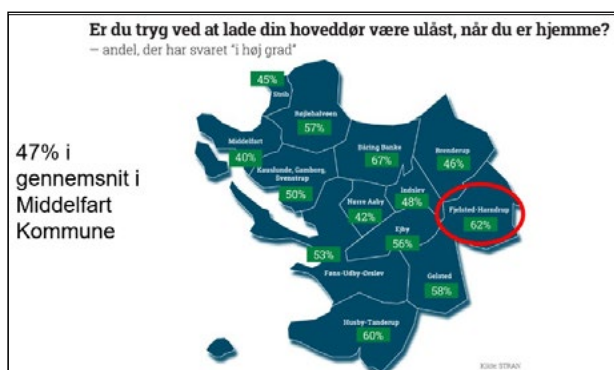 Er du tryg ved at lade din hoveddør være ulåst, når du er hjemme?
— andel, der har svaret "i høj grad"
47% i
gennemsnit i
Middelfart
Kommune
45%
Strib
Røjlehalvøen
57%
Middelfart
40%
Kauslunde, Gamborg,
Svenstrup
50%
Båring Banke
67%
Brenderup
46%
Indslev
48%
Nørre Aaby
42%
Fjelsted-Harndrup
62%
Ejby
56%
53%
Føns-Udby-Ørslev
Gelsted
58%
Husby-Tanderup
60%
Kilde: STRAN